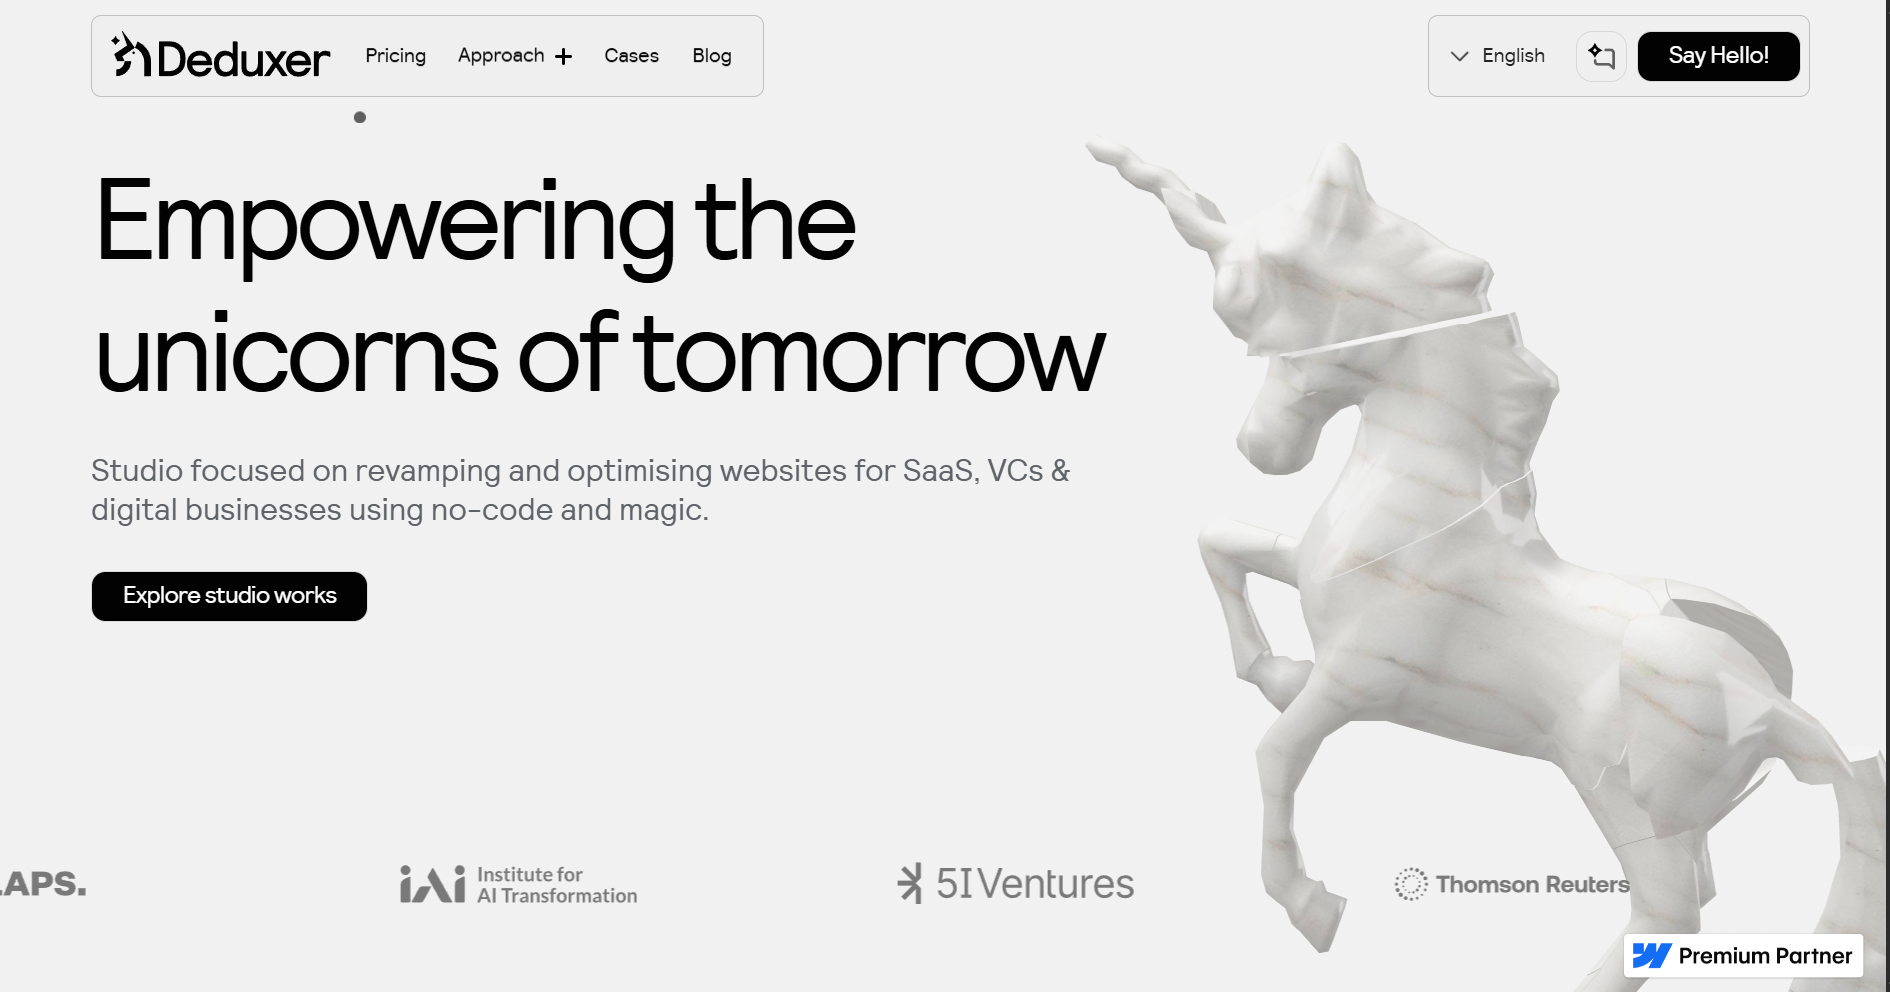 Deduxer
Pricing
Approach
Cases
Blog
English
Say Hello!
Empowering the
unicorns of tomorrow
Studio focused on revamping and optimising websites for SaaS, VCs &
digital businesses using no-code and magic.
Explore studio works
APS.
iAi Institute for
AI Transformation
5I Ventures
Thomson Reuters
Premium Partner